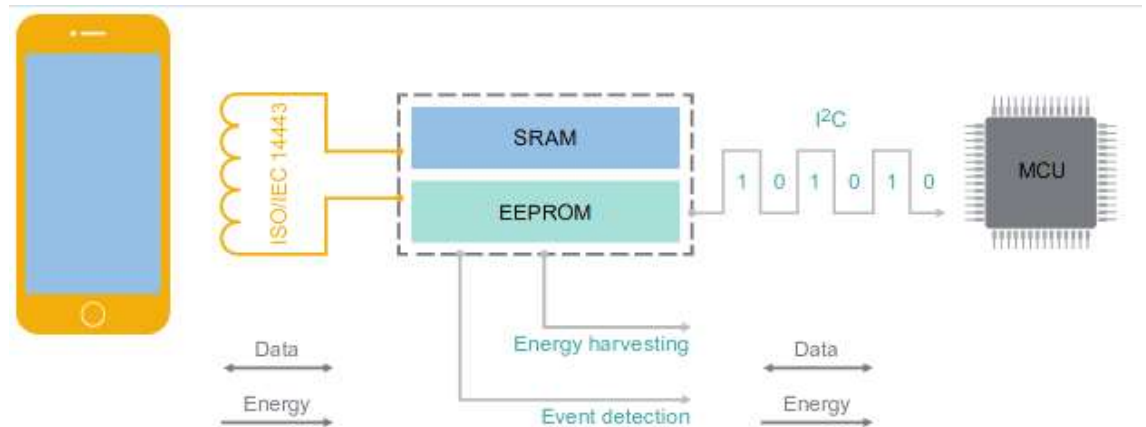 ISO/IEC 14443
SRAM
EEPROM
I²C
1 0 1 0 1 0
MCU
Energy harvesting
Event detection
Data
Energy
Data
Energy